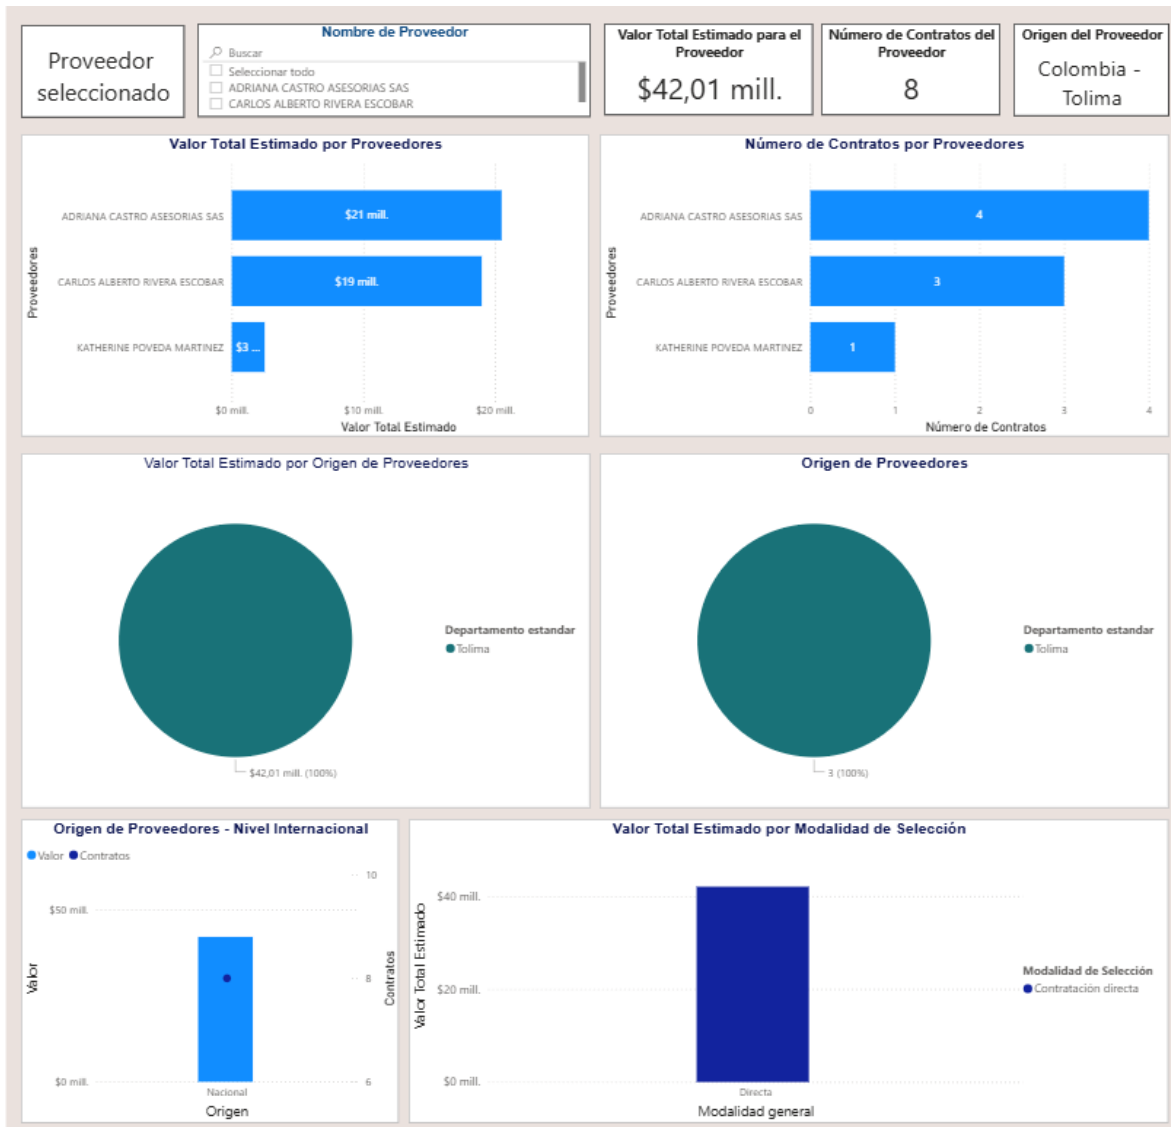 Proveedor
seleccionado
Nombre de Proveedor
Buscar
Seleccionar todo
ADRIANA CASTRO ASESORIAS SAS
CARLOS ALBERTO RIVERA ESCOBAR
Valor Total Estimado para el
Proveedor
$42,01 mill.
Número de Contratos del
Proveedor
8
Origen del Proveedor
Colombia -
Tolima
Valor Total Estimado por Proveedores
Proveedores
ADRIANA CASTRO ASESORIAS SAS
$21 mill.
CARLOS ALBERTO RIVERA ESCOBAR
$19 mill.
KATHERINE POVEDA MARTINEZ
$3 ...
$0 mill.
$10 mill.
$20 mill.
Valor Total Estimado
Número de Contratos por Proveedores
Proveedores
ADRIANA CASTRO ASESORIAS SAS
4
CARLOS ALBERTO RIVERA ESCOBAR
3
KATHERINE POVEDA MARTINEZ
1
0
1
2
3
4
Número de Contratos
Valor Total Estimado por Origen de Proveedores
Departamento estandar
Tolima
$42,01 mill. (100%)
Origen de Proveedores
Departamento estandar
Tolima
3 (100%)
Origen de Proveedores - Nivel Internacional
Valor
Contratos
10
$50 mill.
Valor
8
Contratos
$0 mill.
6
Nacional
Origen
Valor Total Estimado por Modalidad de Selección
Valor Total Estimado
$40 mill.
$20 mill.
$0 mill.
Directa
Modalidad general
Modalidad de Selección
Contratación directa